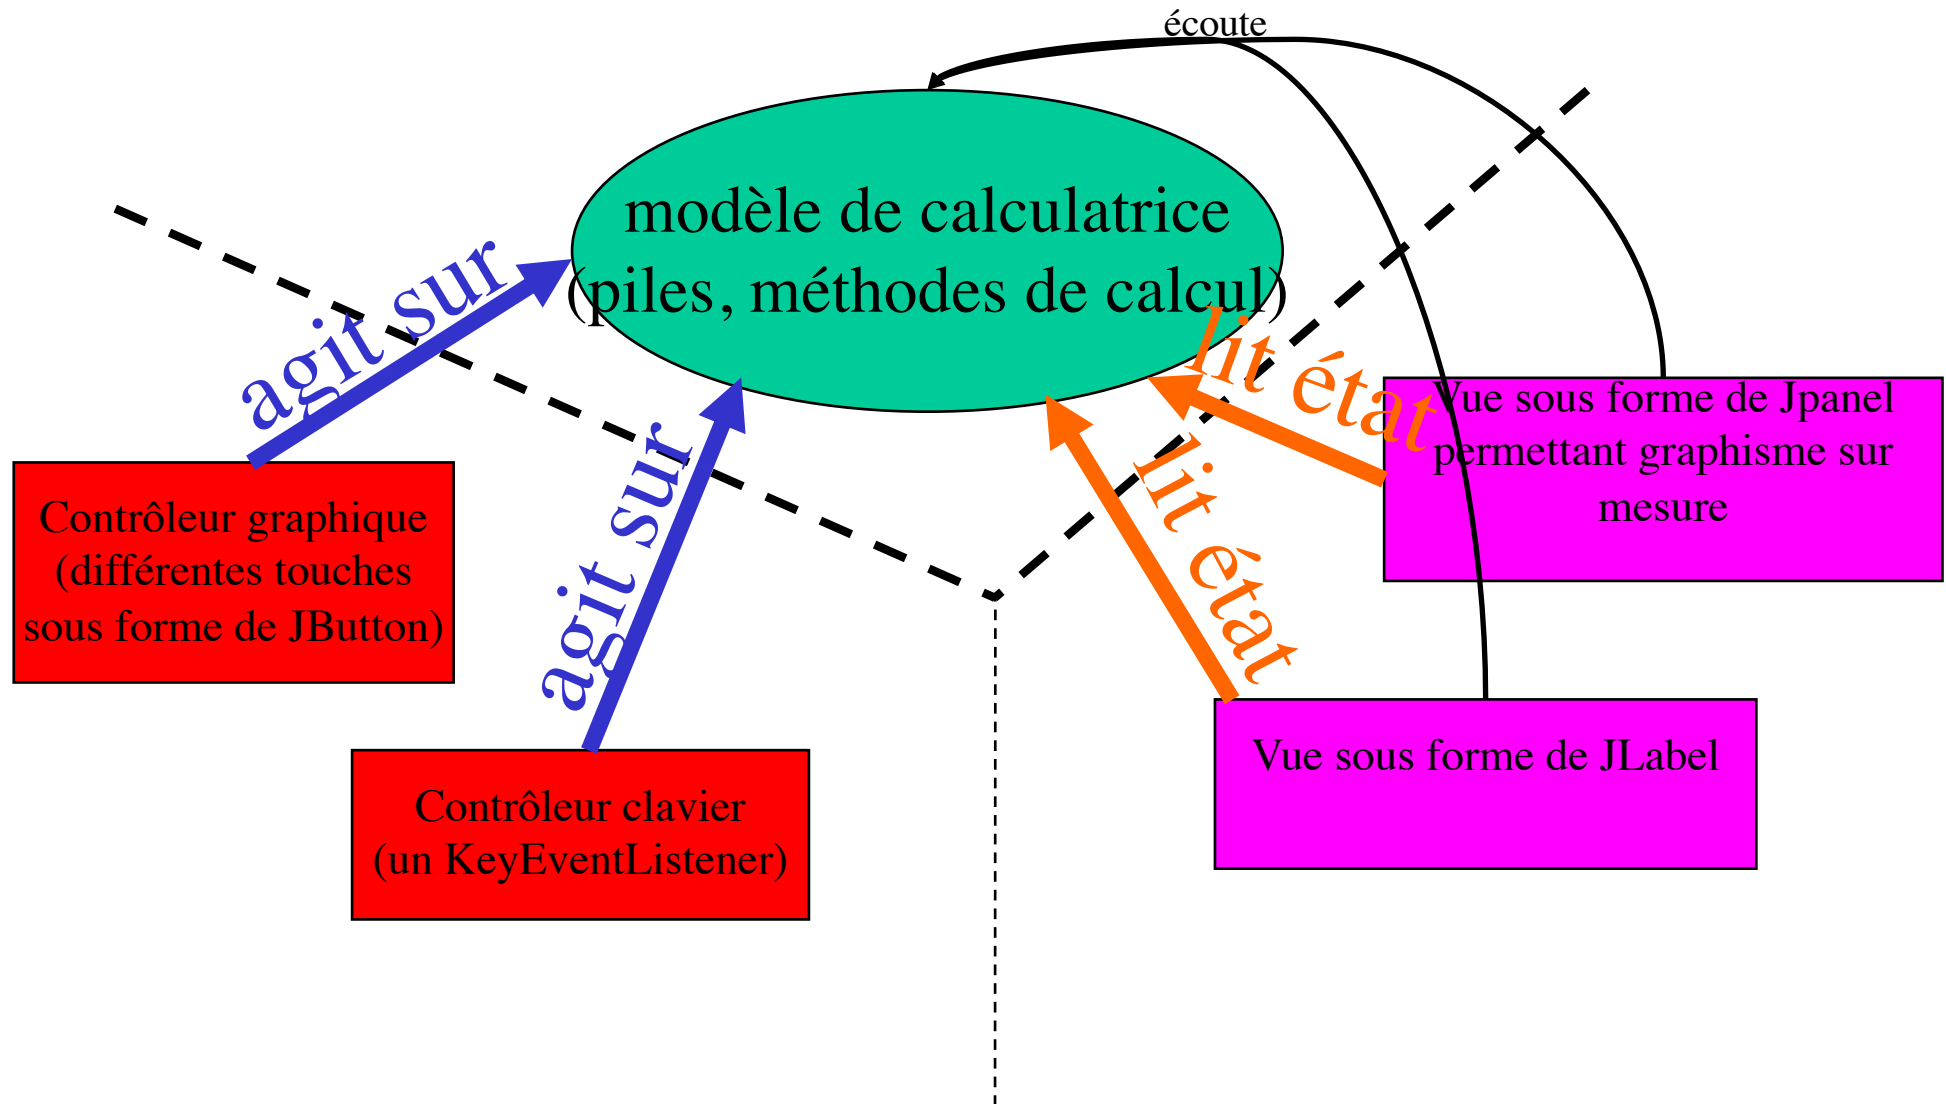 écoute
modèle de calculatrice
(piles, méthodes de calcul)
agit sur
agit sur
lit état
lit état
Vue sous forme de Jpanel
permettant graphisme sur
mesure
Contrôleur graphique
(différentes touches
sous forme de JButton)
Vue sous forme de JLabel
Contrôleur clavier
(un KeyEventListener)